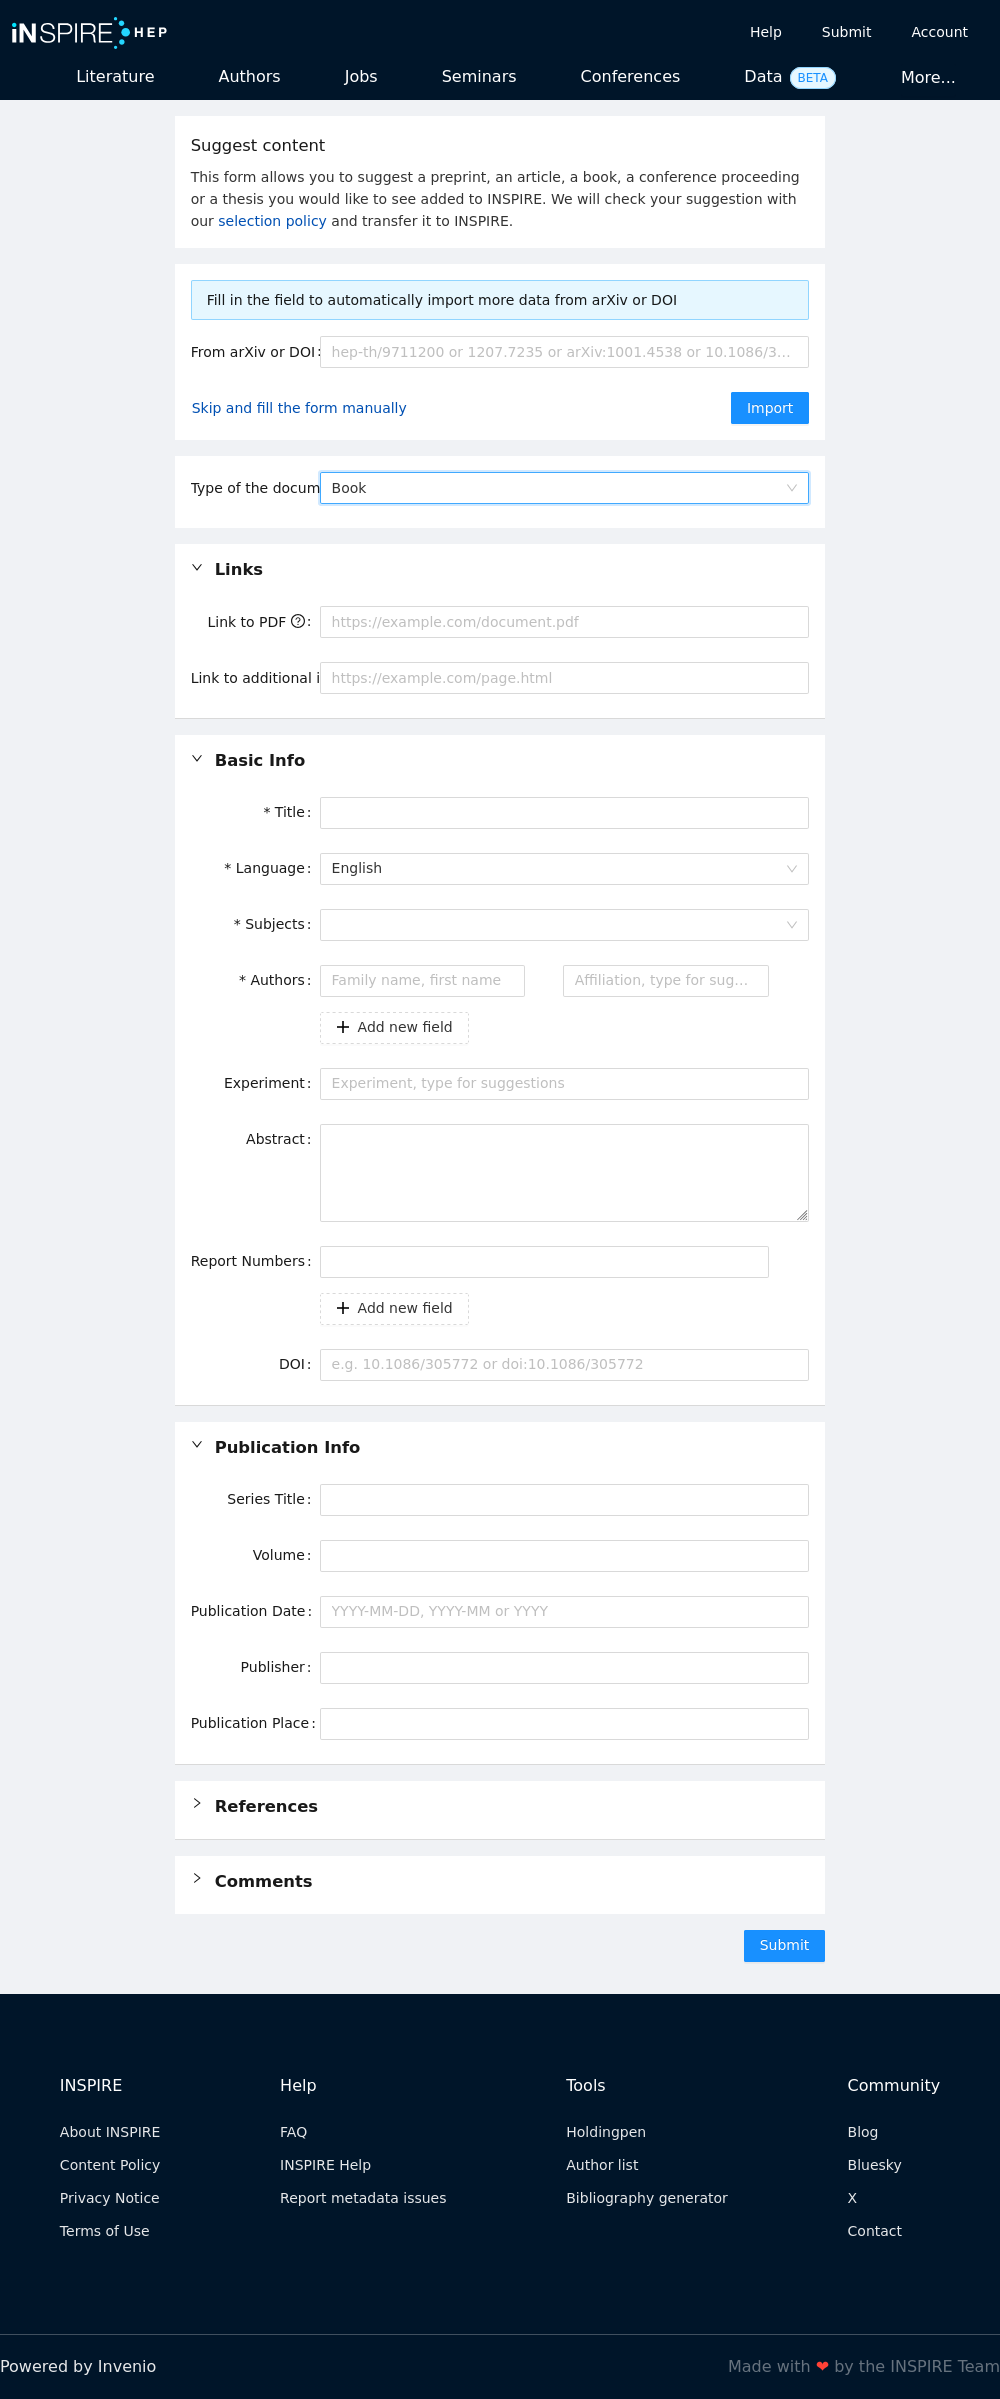 iNSPIRE HEP
Help Submit Account
Literature Authors Jobs Seminars Conferences Data BETA More...
Suggest content
This form allows you to suggest a preprint, an article, a book, a conference proceeding
or a thesis you would like to see added to INSPIRE. We will check your suggestion with
our selection policy and transfer it to INSPIRE.
Fill in the field to automatically import more data from arXiv or DOI
From arXiv or DOI: hep-th/9711200 or 1207.7235 or arXiv:1001.4538 or 10.1086/3...
Skip and fill the form manually Import
Type of the docum Book
Links
Link to PDF ?: https://example.com/document.pdf
Link to additional i https://example.com/page.html
Basic Info
* Title:
* Language: English
* Subjects:
* Authors: Family name, first name Affiliation, type for sug...
+ Add new field
Experiment: Experiment, type for suggestions
Abstract:
Report Numbers:
+ Add new field
DOI: e.g. 10.1086/305772 or doi:10.1086/305772
Publication Info
Series Title:
Volume:
Publication Date: YYYY-MM-DD, YYYY-MM or YYYY
Publisher:
Publication Place:
References
Comments
Submit
INSPIRE Help Tools Community
About INSPIRE FAQ Holdingpen Blog
Content Policy INSPIRE Help Author list Bluesky
Privacy Notice Report metadata issues Bibliography generator X
Terms of Use Contact
Powered by Invenio Made with ❤ by the INSPIRE Team